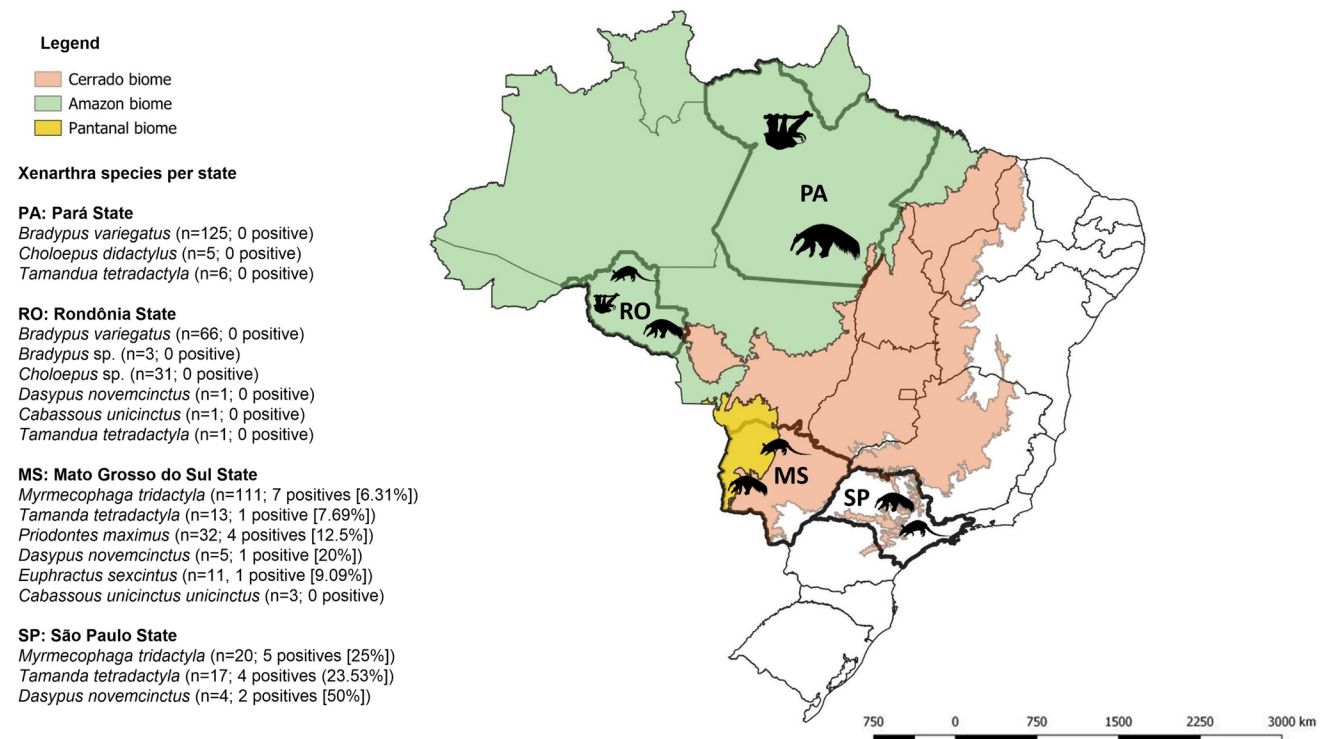 Legend
Cerrado biome
Amazon biome
Pantanal biome
Xenarthra species per state
PA: Pará State
Bradypus variegatus (n=125; 0 positive)
Choloepus didactylus (n=5; 0 positive)
Tamandua tetradactyla (n=6; 0 positive)
RO: Rondônia State
Bradypus variegatus (n=66; 0 positive)
Bradypus sp. (n=3; 0 positive)
Choloepus sp. (n=31; 0 positive)
Dasypus novemcinctus (n=1; 0 positive)
Cabassous unicinctus (n=1; 0 positive)
Tamandua tetradactyla (n=1; 0 positive)
MS: Mato Grosso do Sul State
Myrmecophaga tridactyla (n=111; 7 positives [6.31%])
Tamanda tetradactyla (n=13; 1 positive [7.69%])
Priodontes maximus (n=32; 4 positives [12.5%])
Dasypus novemcinctus (n=5; 1 positive [20%])
Euphractus sexcintus (n=11, 1 positive [9.09%])
Cabassous unicinctus unicinctus (n=3; 0 positive)
SP: São Paulo State
Myrmecophaga tridactyla (n=20; 5 positives [25%])
Tamanda tetradactyla (n=17; 4 positives (23.53%])
Dasypus novemcinctus (n=4; 2 positives [50%])
PA
RO
MS
SP
750 0 750 1500 2250 3000 km